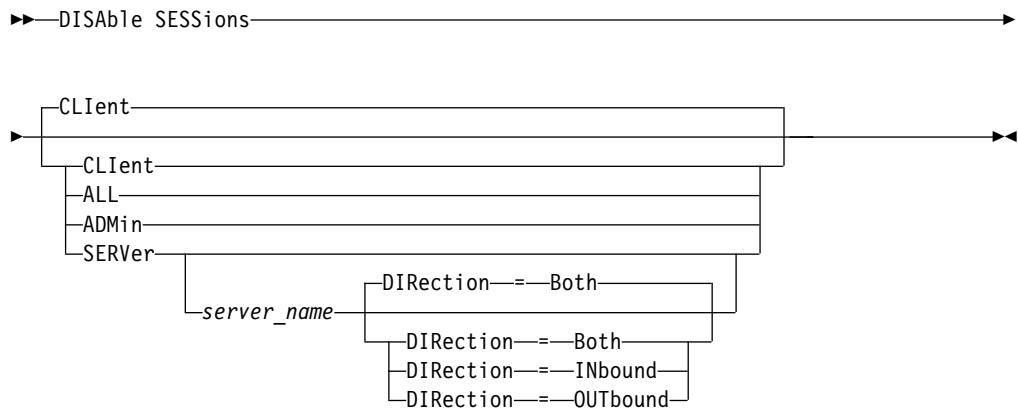 DISAble SESSions
CLIent
CLIent
ALL
ADMin
SERVer
DIRection = Both
server_name
DIRection = Both
DIRection = INbound
DIRection = OUTbound